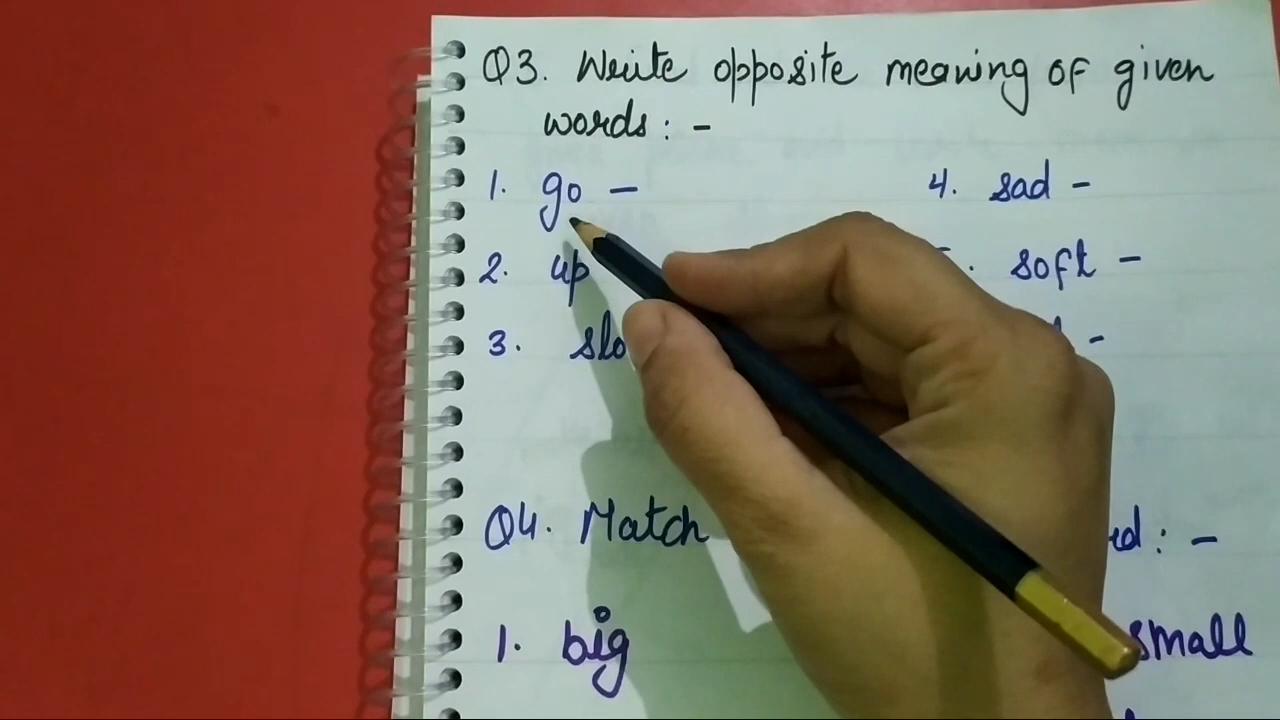 Q3. Write opposite meaning of given
words : -
1. go -
4. sad -
2. up
. soft -
3. slo
-
Q4. Match
: -
1. big
small